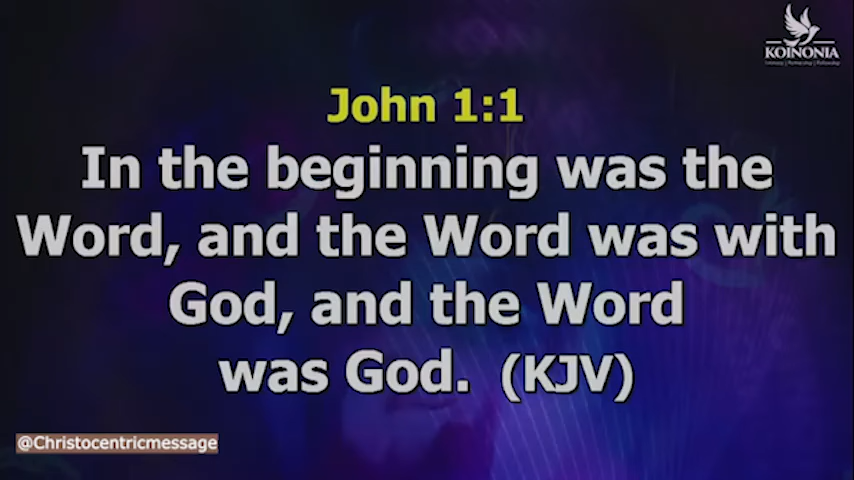 KOINONIA
John 1:1
In the beginning was the
Word, and the Word was with
God, and the Word
was God. (KJV)
@Christocentricmessage